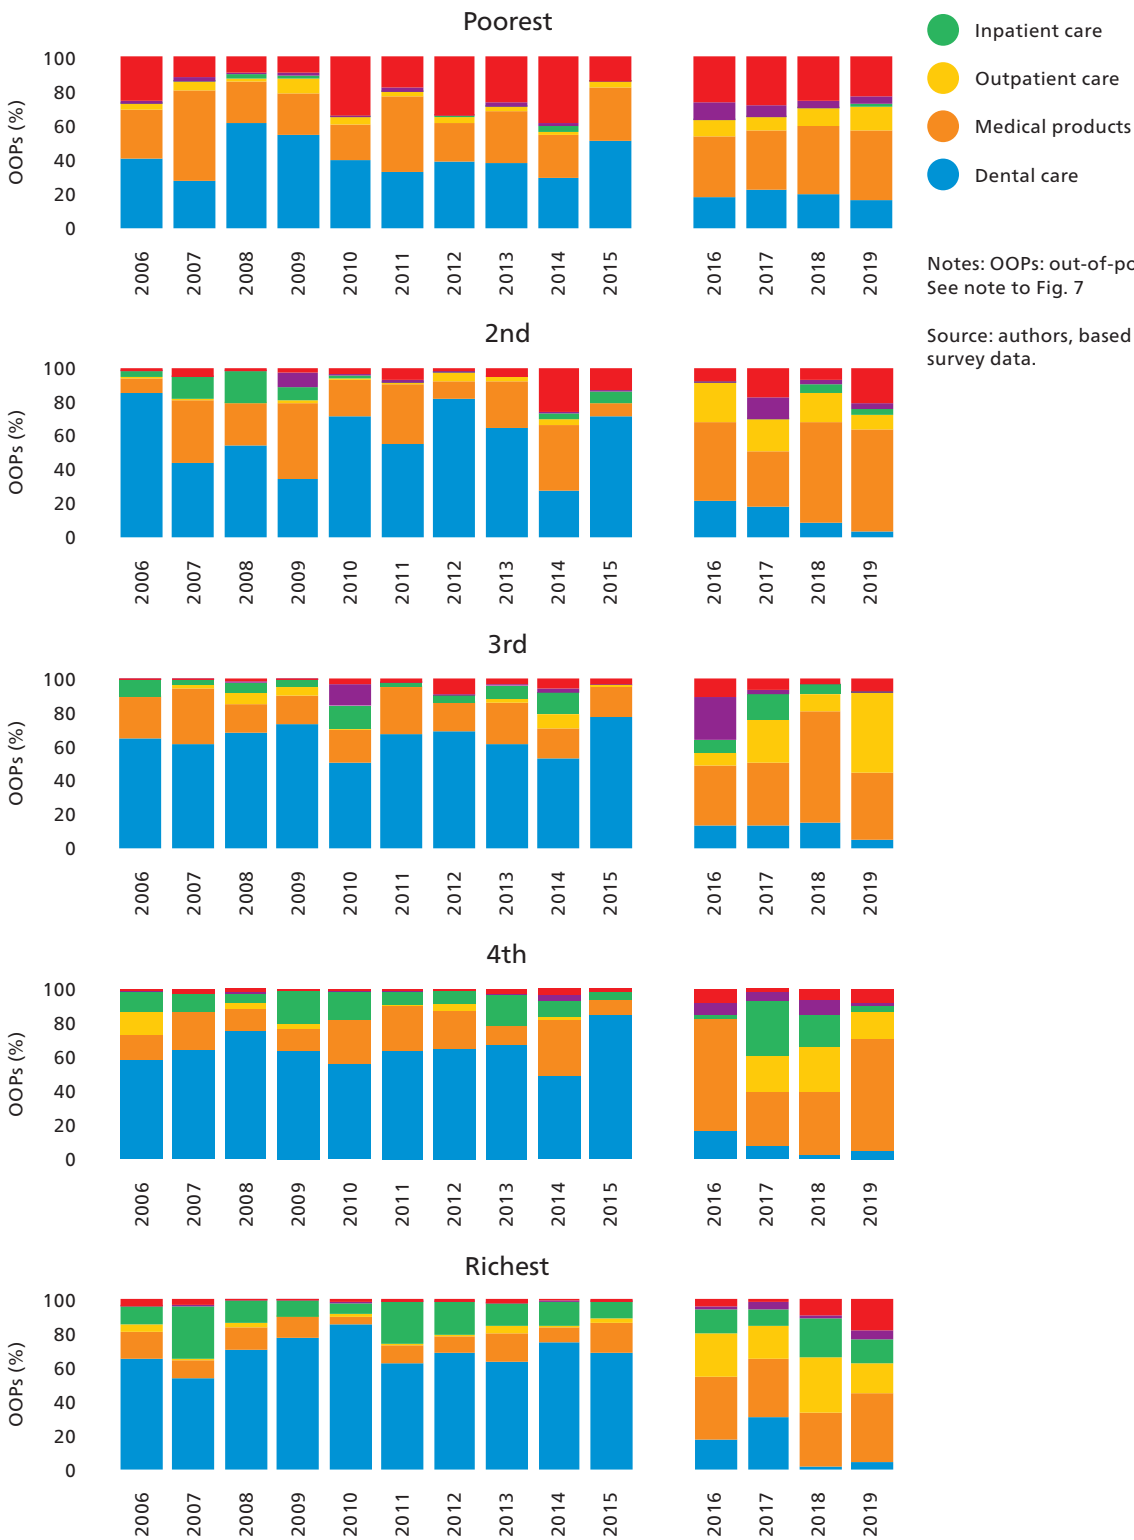 Poorest
OOPs (%)
100
80
60
40
20
0
2006 2007 2008 2009 2010 2011 2012 2013 2014 2015 2016 2017 2018 2019
2nd
OOPs (%)
100
80
60
40
20
0
2006 2007 2008 2009 2010 2011 2012 2013 2014 2015 2016 2017 2018 2019
3rd
OOPs (%)
100
80
60
40
20
0
2006 2007 2008 2009 2010 2011 2012 2013 2014 2015 2016 2017 2018 2019
4th
OOPs (%)
100
80
60
40
20
0
2006 2007 2008 2009 2010 2011 2012 2013 2014 2015 2016 2017 2018 2019
Richest
OOPs (%)
100
80
60
40
20
0
2006 2007 2008 2009 2010 2011 2012 2013 2014 2015 2016 2017 2018 2019
Inpatient care
Outpatient care
Medical products
Dental care
Notes: OOPs: out-of-po
See note to Fig. 7
Source: authors, based
survey data.